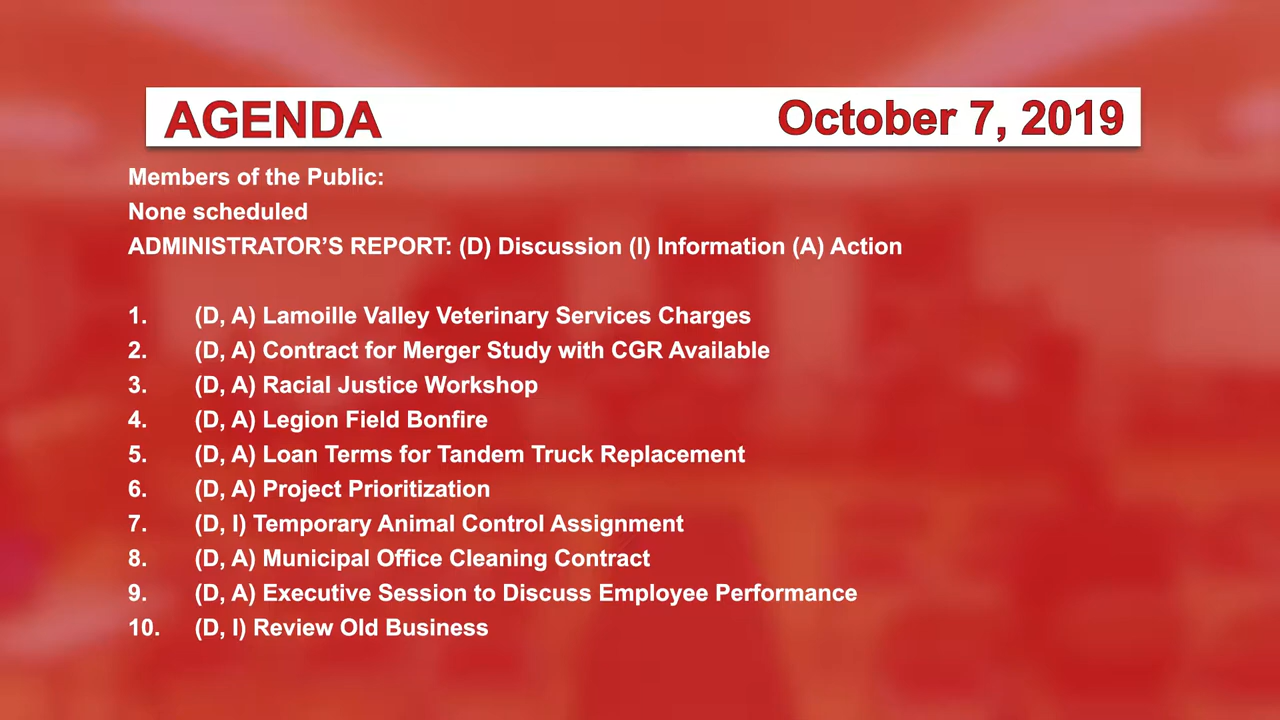 AGENDA October 7, 2019
Members of the Public:
None scheduled
ADMINISTRATOR’S REPORT: (D) Discussion (I) Information (A) Action
1. (D, A) Lamoille Valley Veterinary Services Charges
2. (D, A) Contract for Merger Study with CGR Available
3. (D, A) Racial Justice Workshop
4. (D, A) Legion Field Bonfire
5. (D, A) Loan Terms for Tandem Truck Replacement
6. (D, A) Project Prioritization
7. (D, I) Temporary Animal Control Assignment
8. (D, A) Municipal Office Cleaning Contract
9. (D, A) Executive Session to Discuss Employee Performance
10. (D, I) Review Old Business